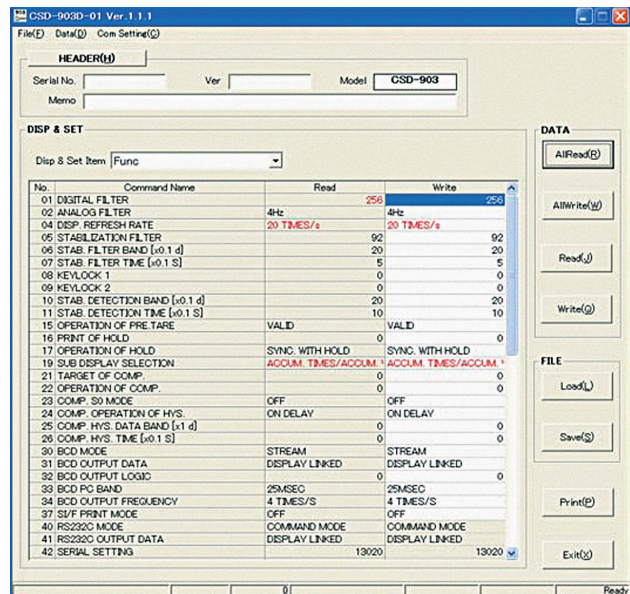 CSD-903D-01 Ver.1.1.1
File(F) Data(D) Com Setting(C)
HEADER(H)
Serial No. Ver Model CSD-903
Memo
DISP & SET
Disp & Set Item Func
No. Command Name Read Write
01 DIGITAL FILTER 256 256
02 ANALOG FILTER 4Hz 4Hz
04 DISP. REFRESH RATE 20 TIMES/s 20 TIMES/s
05 STABILIZATION FILTER 92 92
06 STAB. FILTER BAND [x0.1 d] 20 20
07 STAB. FILTER TIME [x0.1 S] 5 5
08 KEYLOCK 1 0 0
09 KEYLOCK 2 0 0
10 STAB. DETECTION BAND [x0.1 d] 20 20
11 STAB. DETECTION TIME [x0.1 S] 10 10
15 OPERATION OF PRE.TARE VALID VALID
16 PRINT OF HOLD 0 0
17 OPERATION OF HOLD SYNC. WITH HOLD SYNC. WITH HOLD
19 SUB DISPLAY SELECTION ACCUM. TIMES/ACCUM. ACCUM. TIMES/ACCUM.
21 TARGET OF COMP. 0 0
22 OPERATION OF COMP. 0 0
23 COMP. S0 MODE OFF OFF
24 COMP. OPERATION OF HYS. ON DELAY ON DELAY
25 COMP. HYS. DATA BAND [x1 d] 0 0
26 COMP. HYS. TIME [x0.1 S] 0 0
30 BCD MODE STREAM STREAM
31 BCD OUTPUT DATA DISPLAY LINKED DISPLAY LINKED
32 BCD OUTPUT LOGIC 0 0
33 BCD PC BAND 25MSEC 25MSEC
34 BCD OUTPUT FREQUENCY 4 TIMES/S 4 TIMES/S
37 SI/F PRINT MODE OFF OFF
40 RS232C MODE COMMAND MODE COMMAND MODE
41 RS232C OUTPUT DATA DISPLAY LINKED DISPLAY LINKED
42 SERIAL SETTING 13020 13020
DATA
AllRead(R)
AllWrite(W)
Read(J)
Write(O)
FILE
Load(L)
Save(S)
Print(P)
Exit(X)
0 Ready